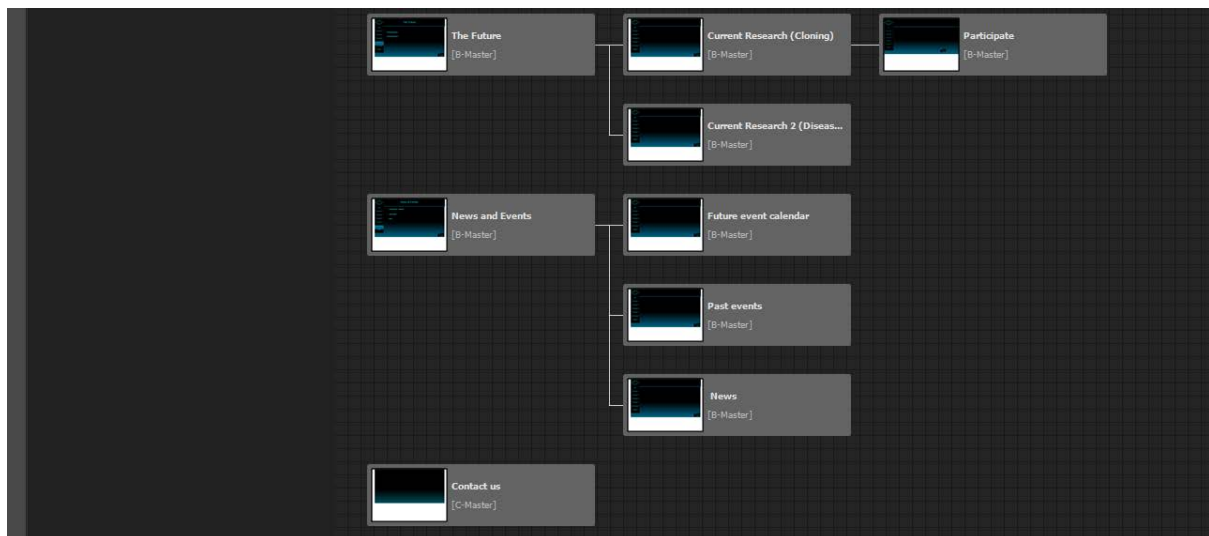 The Future
[B-Master]
Current Research (Cloning)
[B-Master]
Participate
[B-Master]
Current Research 2 (Diseas...
[B-Master]
News and Events
[B-Master]
Future event calendar
[B-Master]
Past events
[B-Master]
News
[B-Master]
Contact us
[C-Master]